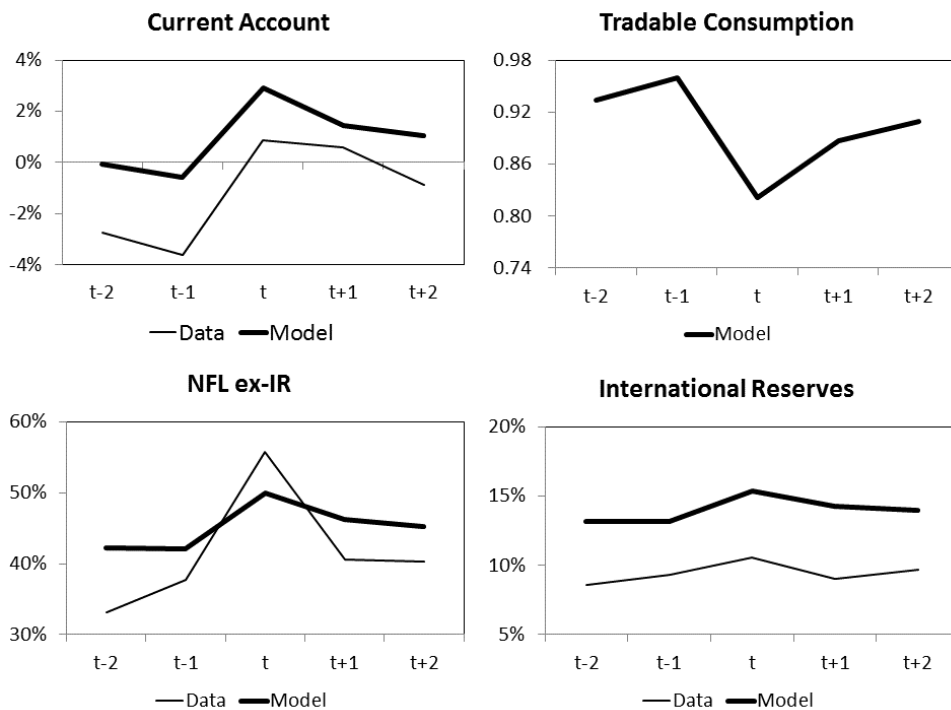 Current Account
4%
2%
0%
-2%
-4%
t-2 t-1 t t+1 t+2
Data Model
Tradable Consumption
0.98
0.92
0.86
0.80
0.74
t-2 t-1 t t+1 t+2
Model
NFL ex-IR
60%
50%
40%
30%
t-2 t-1 t t+1 t+2
Data Model
International Reserves
20%
15%
10%
5%
t-2 t-1 t t+1 t+2
Data Model